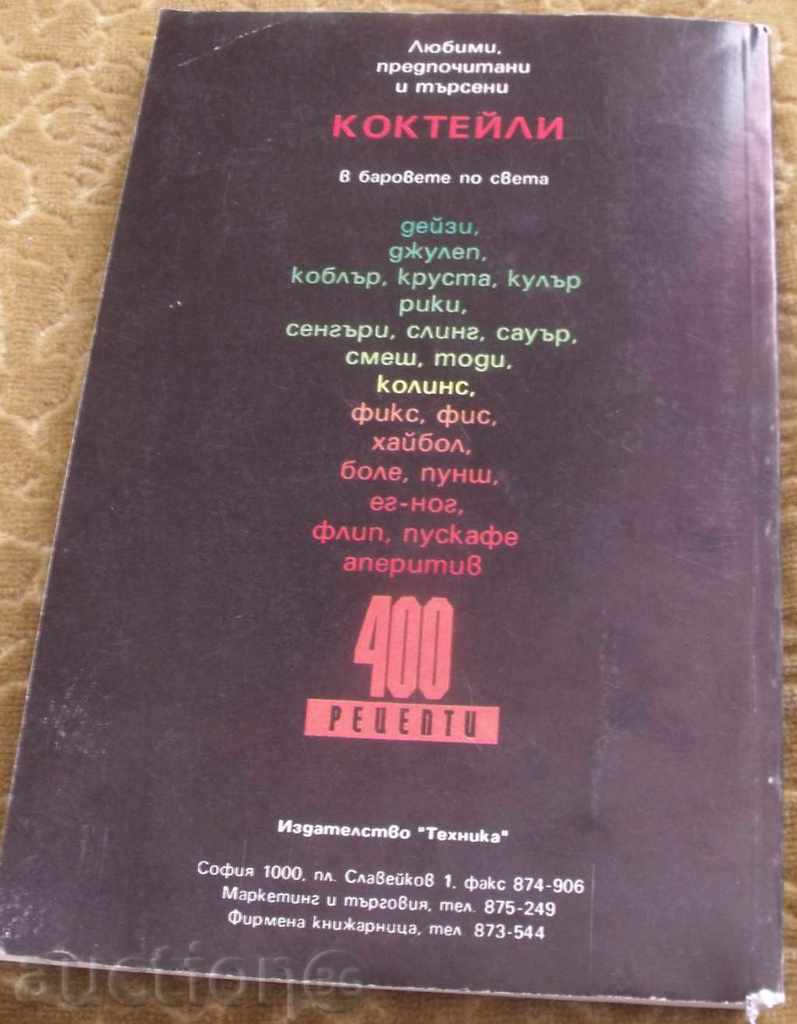 Любими,
предпочитани
и търсени
КОКТЕЙЛИ
в баровете по света
дейзи,
джулеп,
коблър, круста, кулър
рики,
сенгъри, слинг, сауър,
смеш, тоди,
колинс,
фикс, фис,
хайбол,
боле, пунш,
ег-ног,
флип, пускафе
аперитив
400
РЕЦЕПТИ
Издателство "Техника"
София 1000, пл. Славейков 1, факс 874-906
Маркетинг и търговия, тел. 875-249
Фирмена книжарница, тел 873-544
auction BG